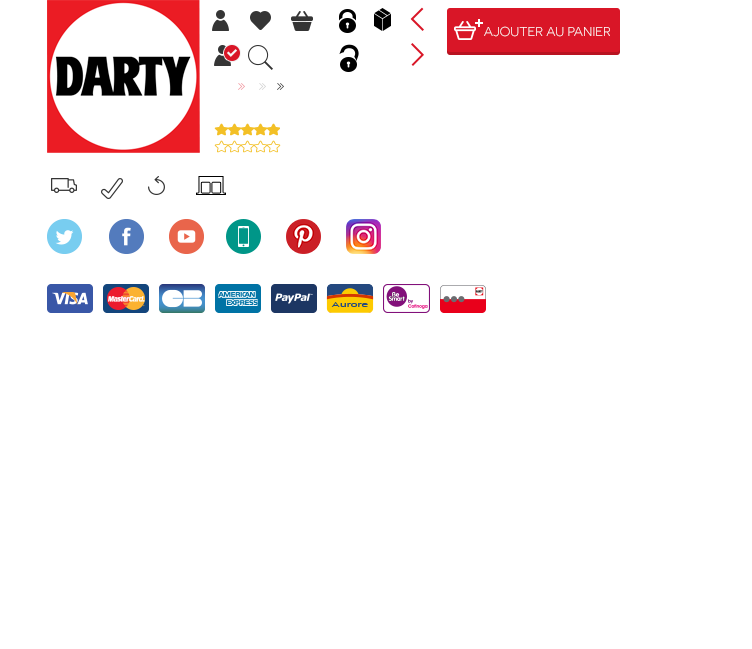 DARTY
AJOUTER AU PANIER
VISA
MasterCard
CB
AMERICAN
EXPRESS
PayPal
Aurore
Be
Smart
by
Cofinoga